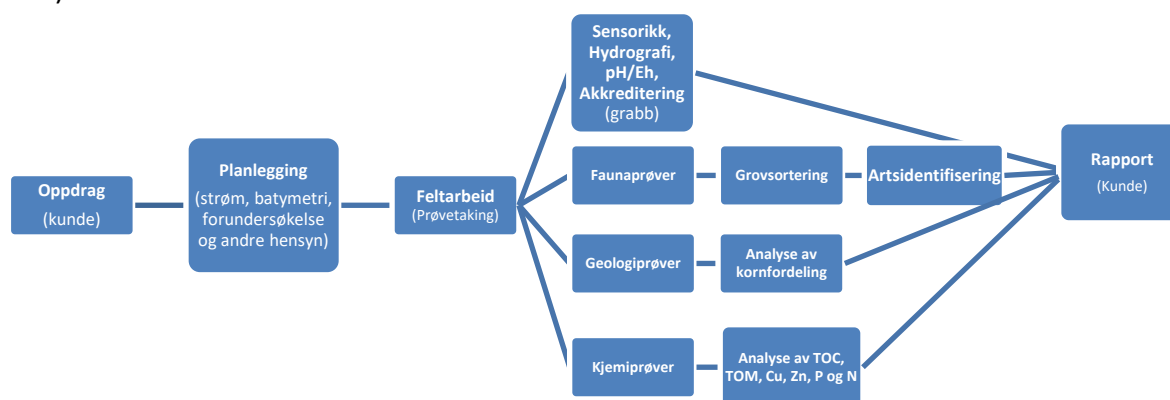 Oppdrag
(kunde)
Planlegging
(strøm, batymetri,
forundersøkelse
og andre hensyn)
Feltarbeid
(Prøvetaking)
Sensorikk,
Hydrografi,
pH/Eh,
Akkreditering
(grabb)
Faunaprøver
Grovsortering
Artsidentifisering
Geologiprøver
Analyse av
kornfordeling
Kjemiprøver
Analyse av TOC,
TOM, Cu, Zn, P og N
Rapport
(Kunde)